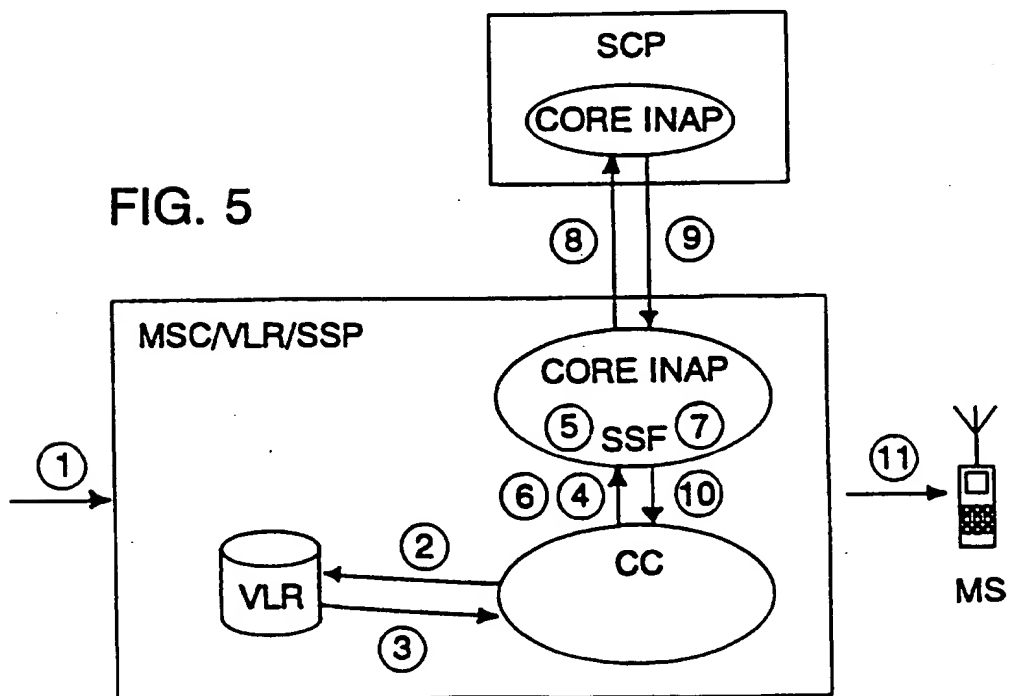 SCP
CORE INAP
FIG. 5
8 9
MSC/VLR/SSP
CORE INAP
5 SSF 7
1
11
6 4 10
2
CC
VLR
MS
3